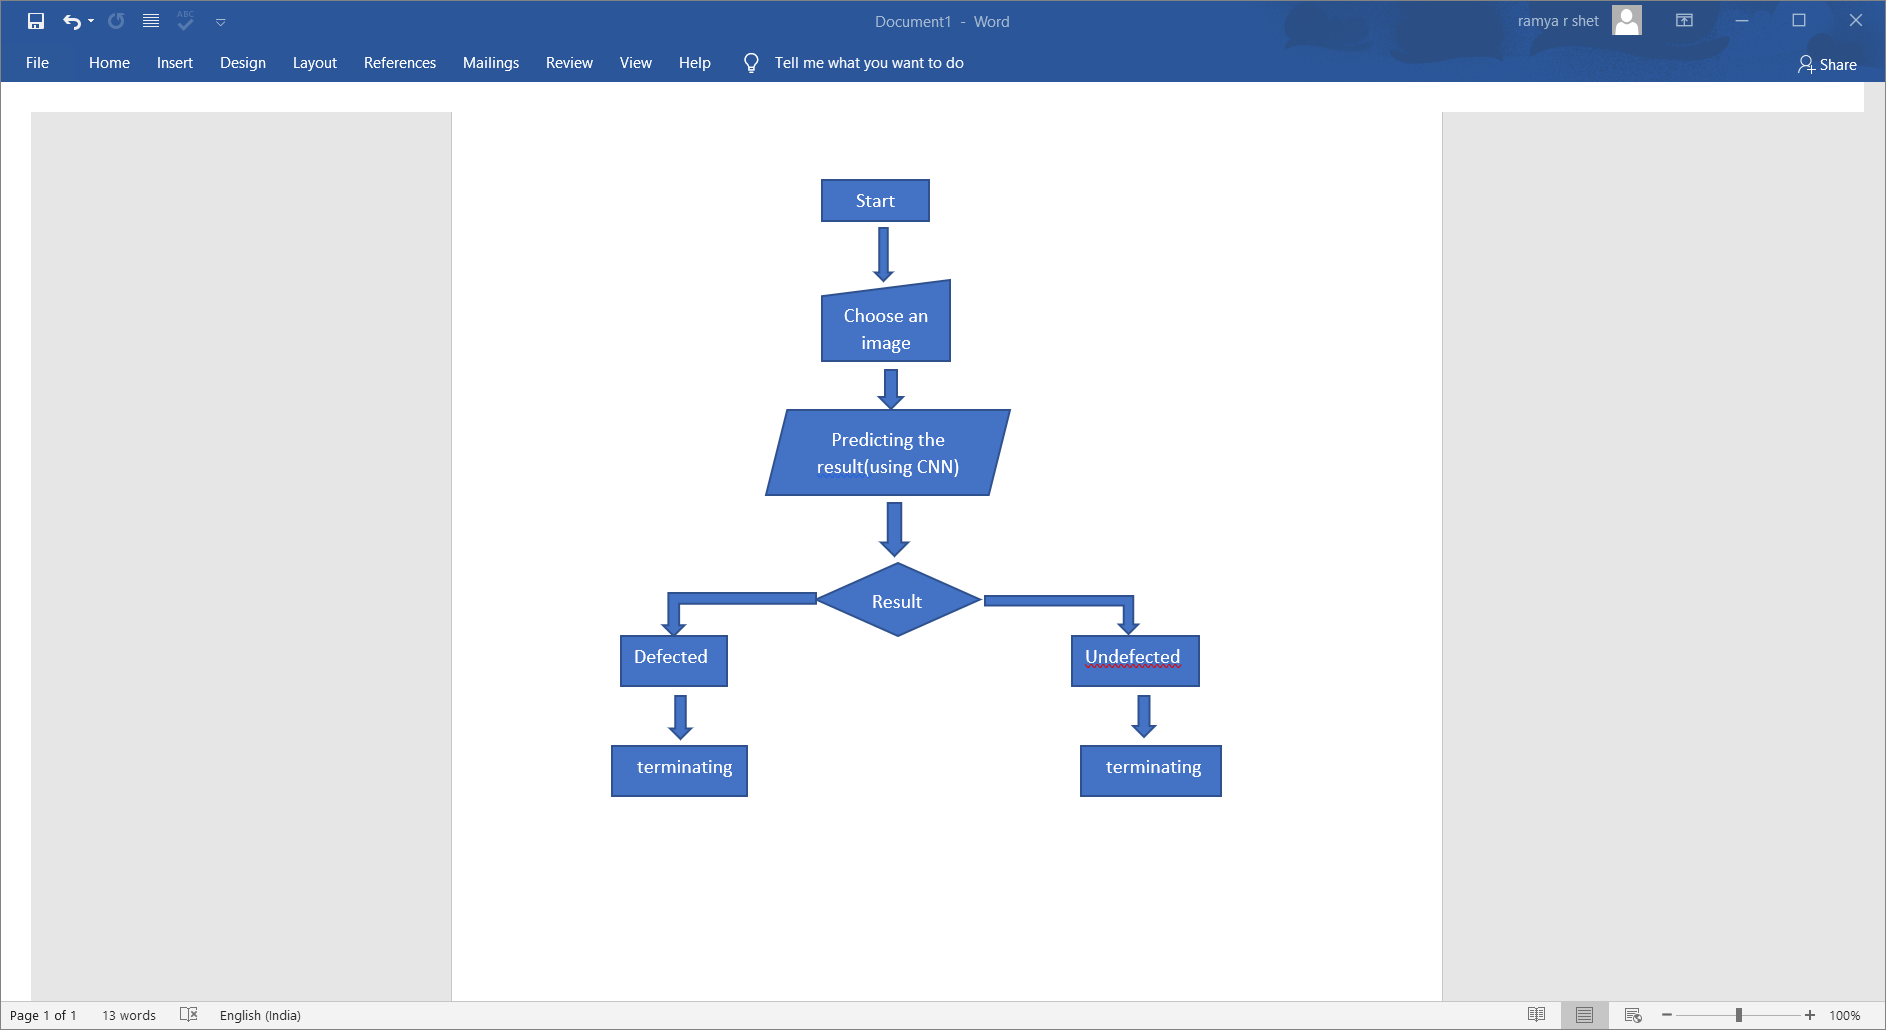 ABC
Document1 - Word
ramya r shet
File Home Insert Design Layout References Mailings Review View Help Tell me what you want to do
Share
Start
Choose an
image
Predicting the
result(using CNN)
Result
Defected
Undefected
terminating
terminating
Page 1 of 1 13 words English (India)
100%